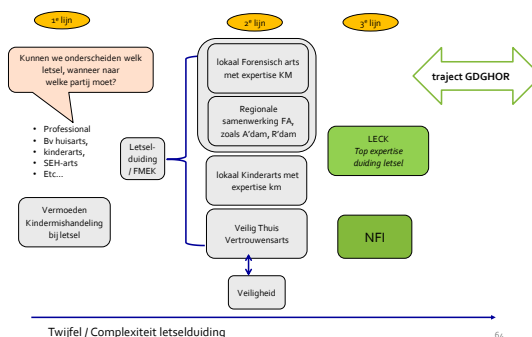 1e lijn
2e lijn
3e lijn
Kunnen we onderscheiden welk
letsel, wanneer naar
welke partij moet?
• Professional
• Bv huisarts,
• kinderarts,
• SEH-arts
• Etc...
Vermoeden
Kindermishandeling
bij letsel
Letsel-
duiding
/ FMEK
lokaal Forensisch arts
met expertise KM
Regionale
samenwerking FA,
zoals A'dam, R'dam
lokaal Kinderarts met
expertise km
Veilig Thuis
Vertrouwensarts
Veiligheid
LECK
Top expertise
duiding letsel
NFI
traject GDGHOR
Twijfel / Complexiteit letselduiding
64